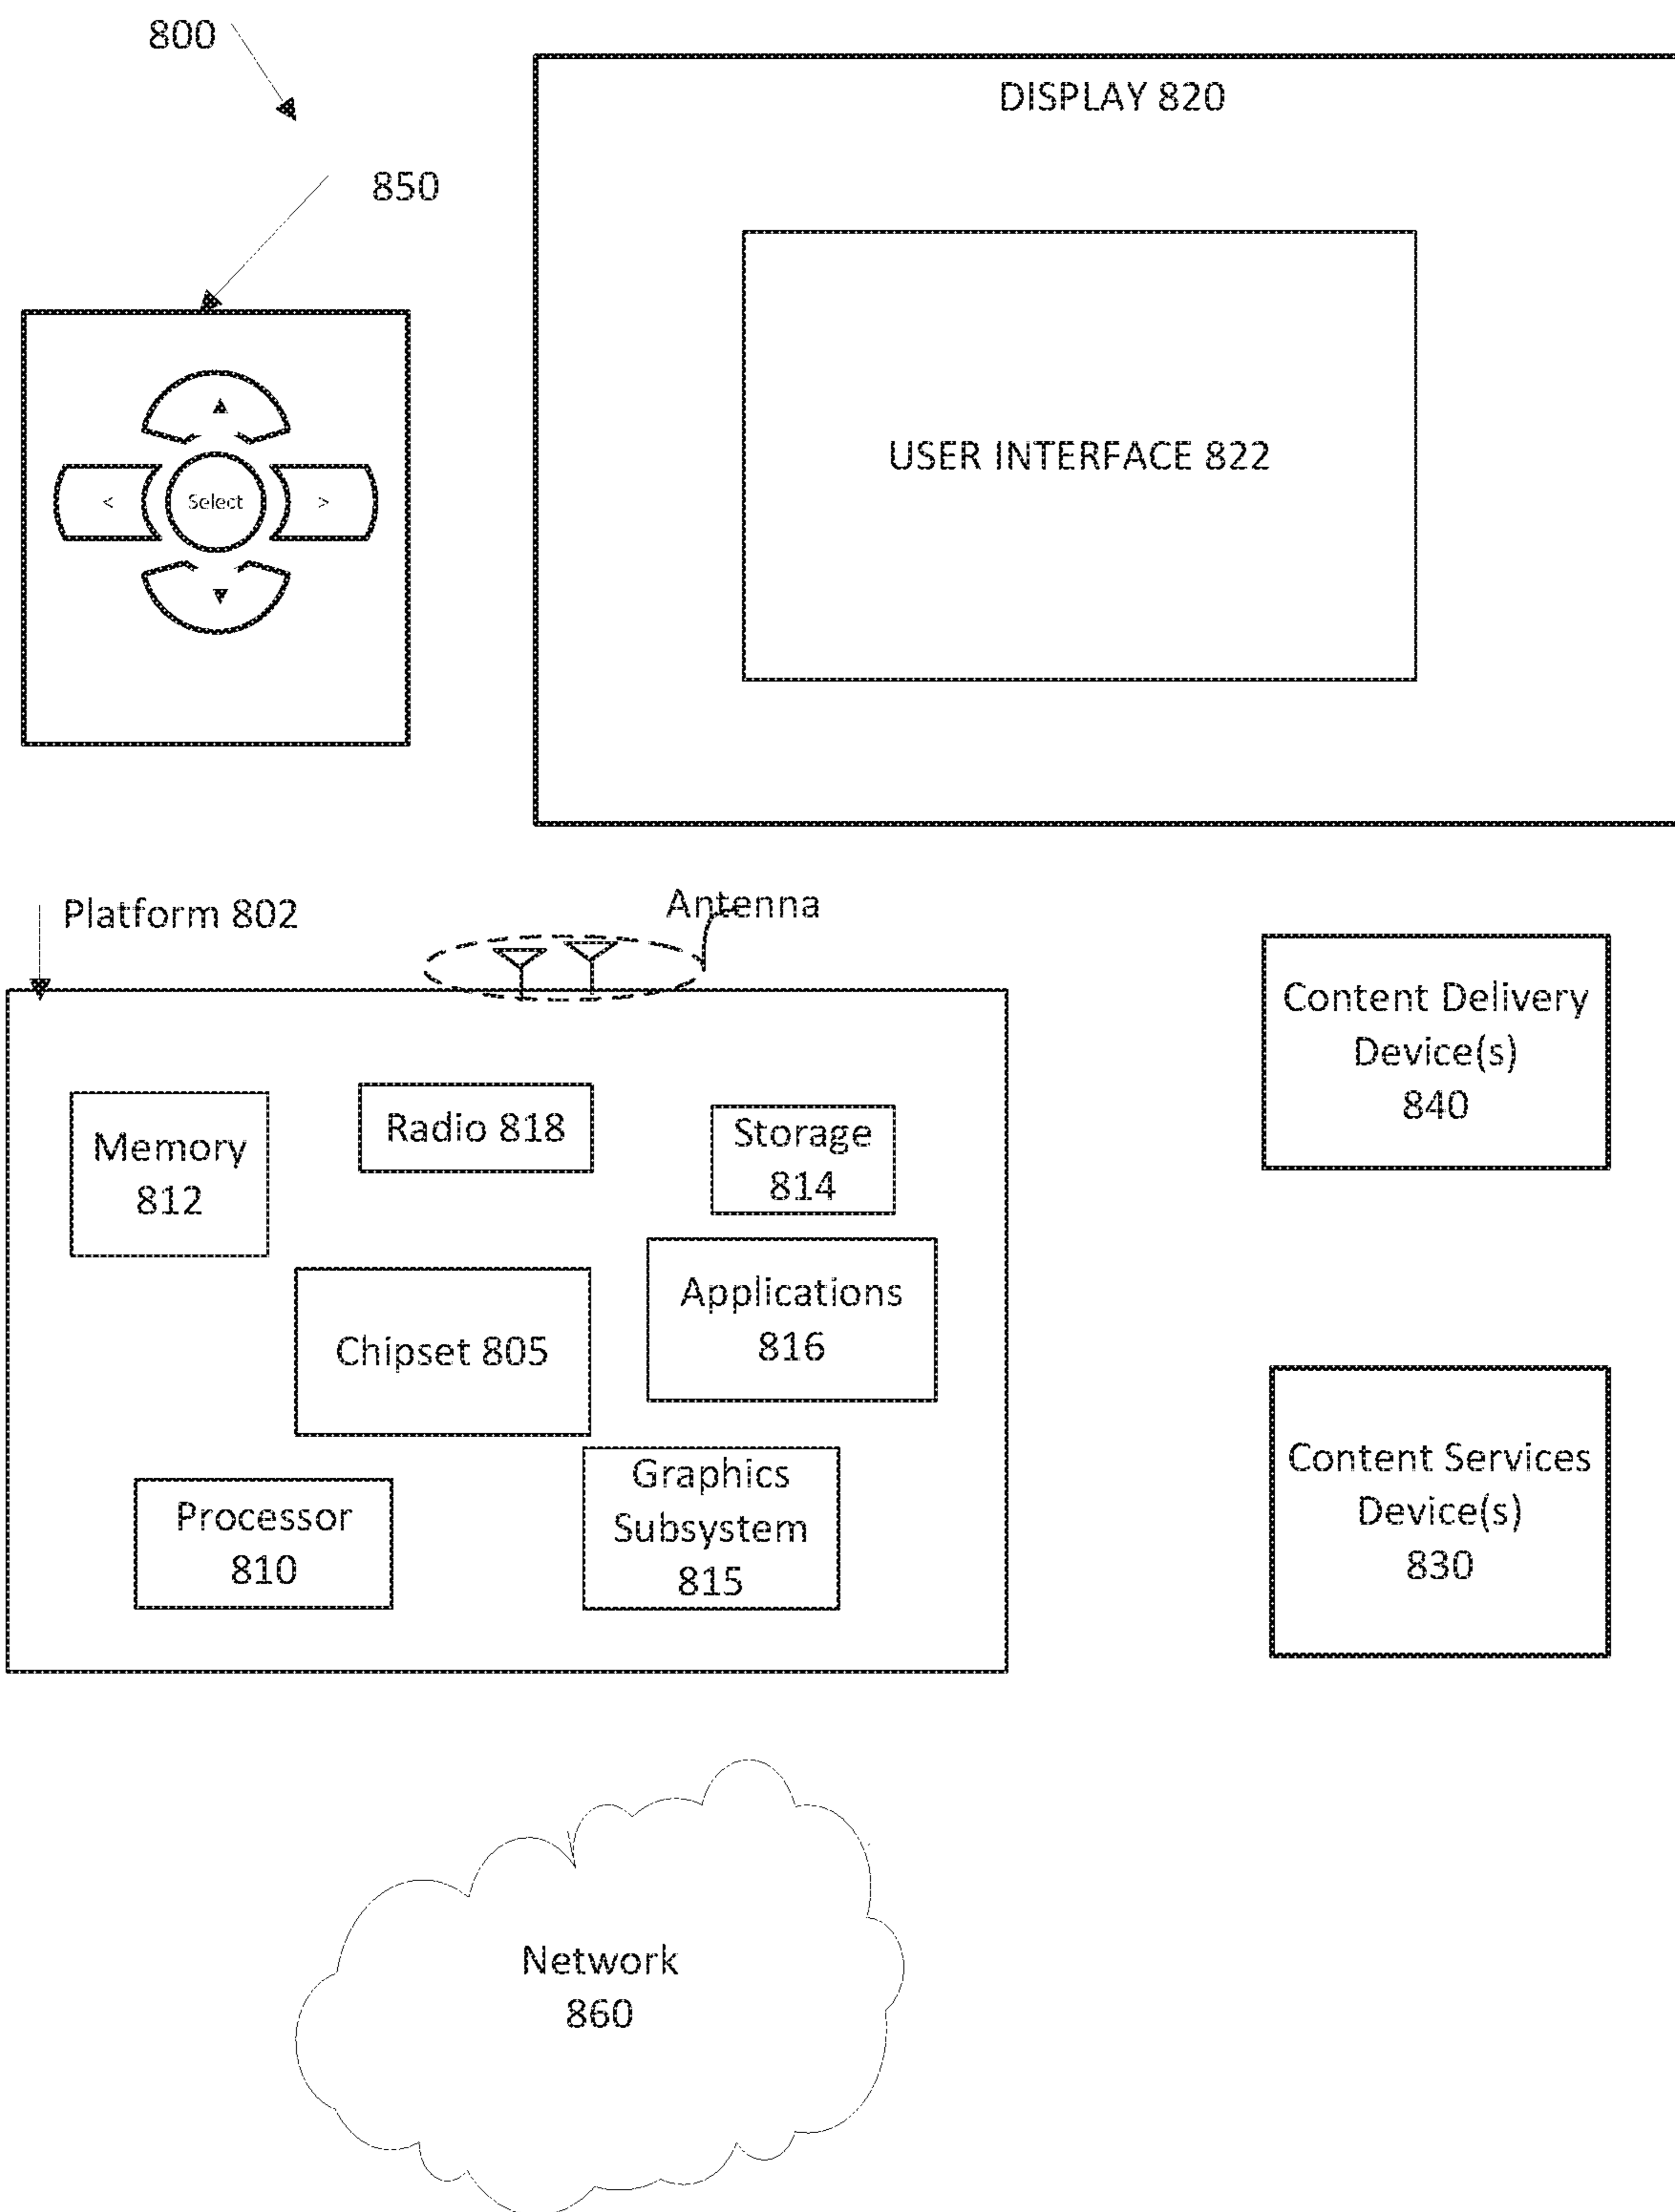 800
DISPLAY 820
850
USER INTERFACE 822
<
Select
>
Platform 802
Antenna
Content Delivery
Device(s)
840
Memory
812
Radio 818
Storage
814
Chipset 805
Applications
816
Processor
810
Graphics
Subsystem
815
Content Services
Device(s)
830
Network
860